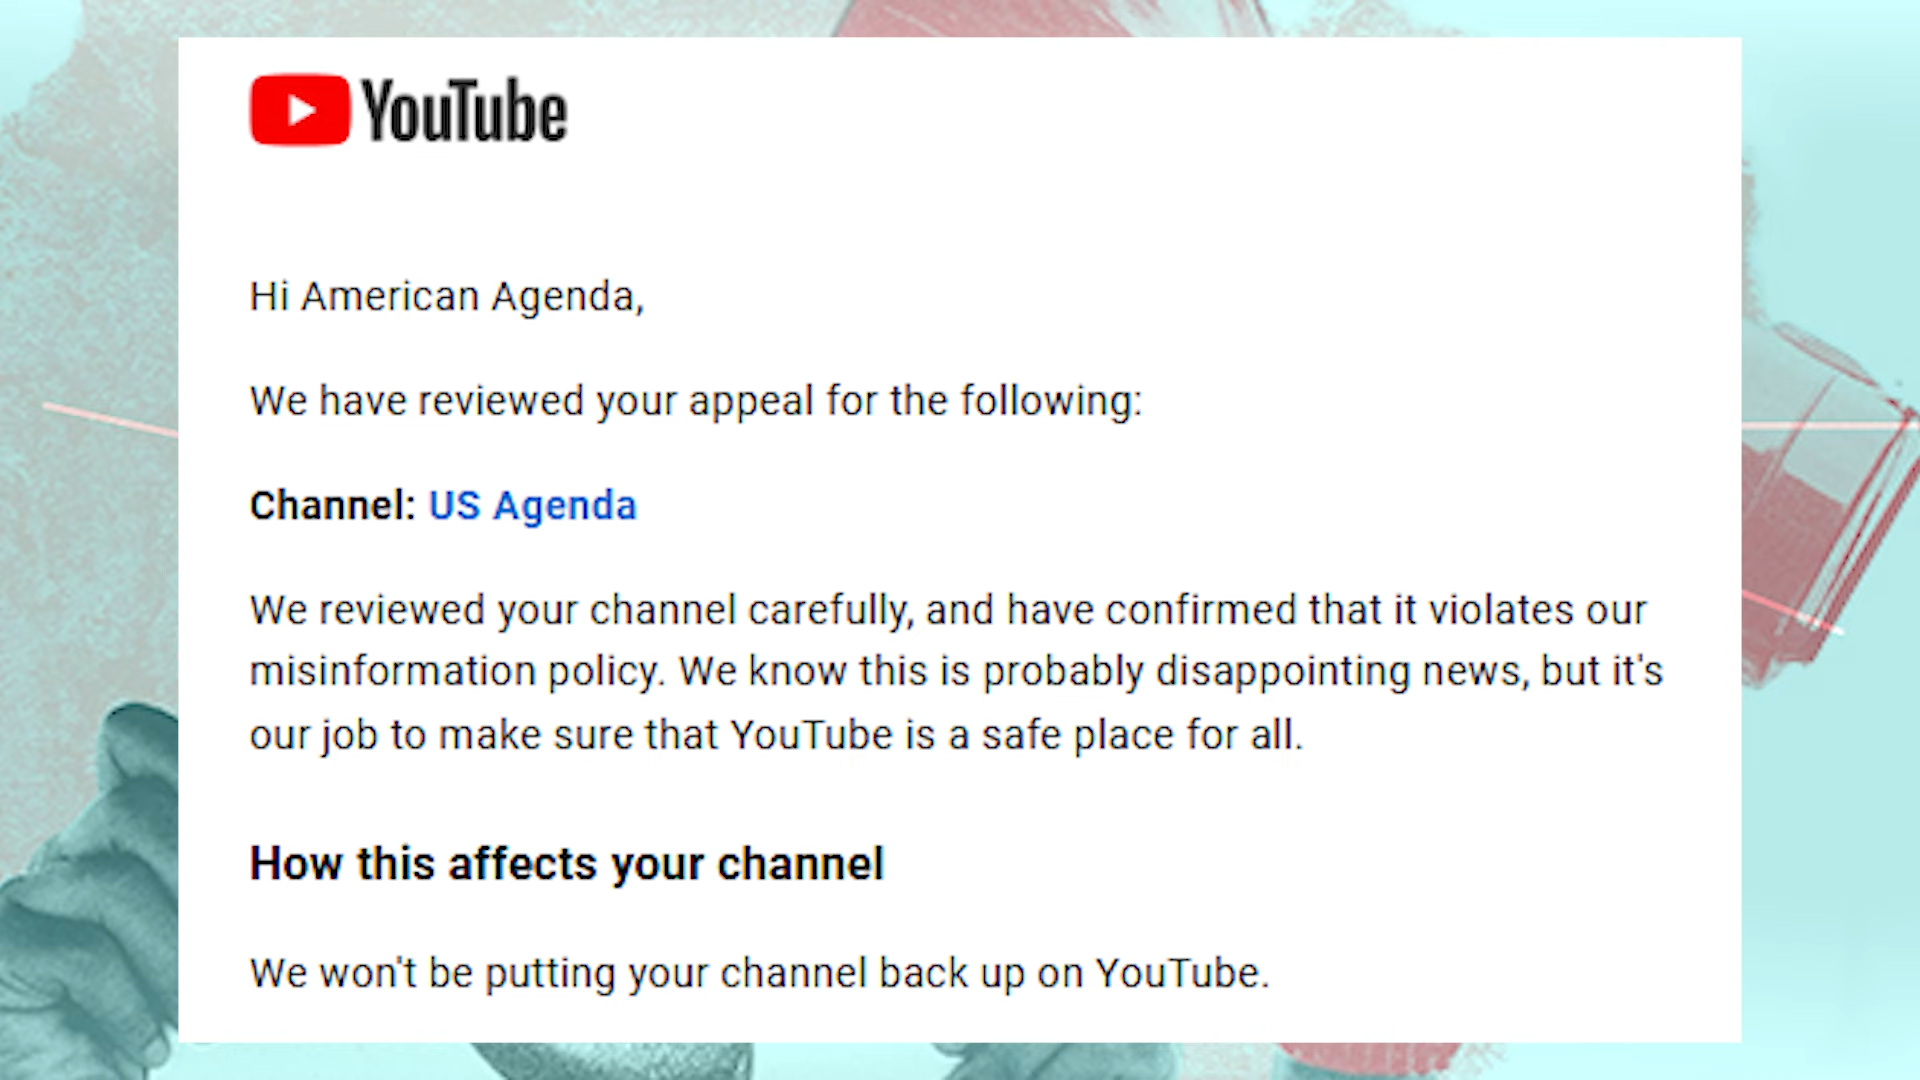 YouTube
Hi American Agenda,
We have reviewed your appeal for the following:
Channel: US Agenda
We reviewed your channel carefully, and have confirmed that it violates our
misinformation policy. We know this is probably disappointing news, but it's
our job to make sure that YouTube is a safe place for all.
How this affects your channel
We won't be putting your channel back up on YouTube.